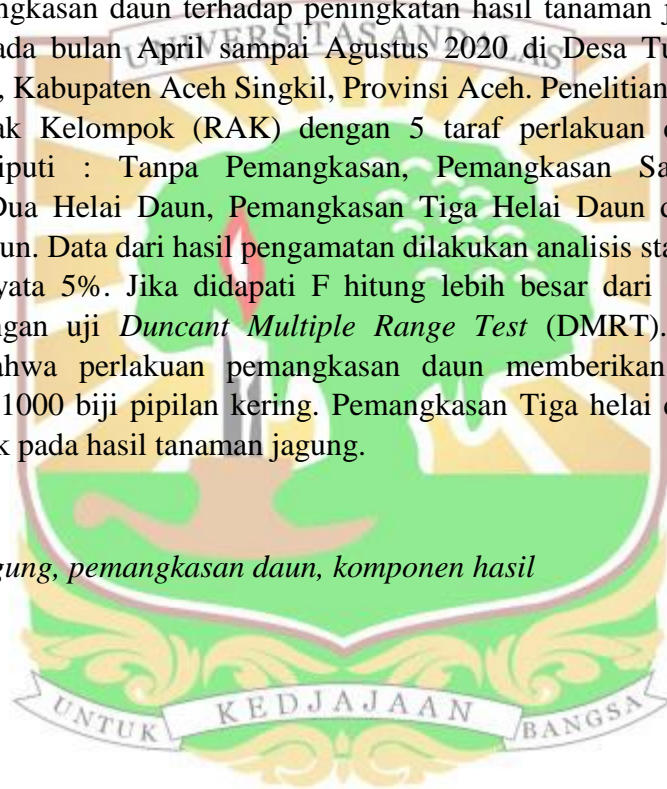 ngkasan daun terhadap peningkatan hasil tanaman
ada bulan April sampai Agustus 2020 di Desa Tu
UNIVERSITAS ANDALAS
, Kabupaten Aceh Singkil, Provinsi Aceh. Penelitian
ak Kelompok (RAK) dengan 5 taraf perlakuan
iputi : Tanpa Pemangkasan, Pemangkasan Sa
Dua Helai Daun, Pemangkasan Tiga Helai Daun d
un. Data dari hasil pengamatan dilakukan analisis sta
yata 5%. Jika didapati F hitung lebih besar dari
ngan uji Duncant Multiple Range Test (DMRT).
ahwa perlakuan pemangkasan daun memberikan
1000 biji pipilan kering. Pemangkasan Tiga helai
k pada hasil tanaman jagung.
gung, pemangkasan daun, komponen hasil
UNTUK KEDJAJAAN BANGSA